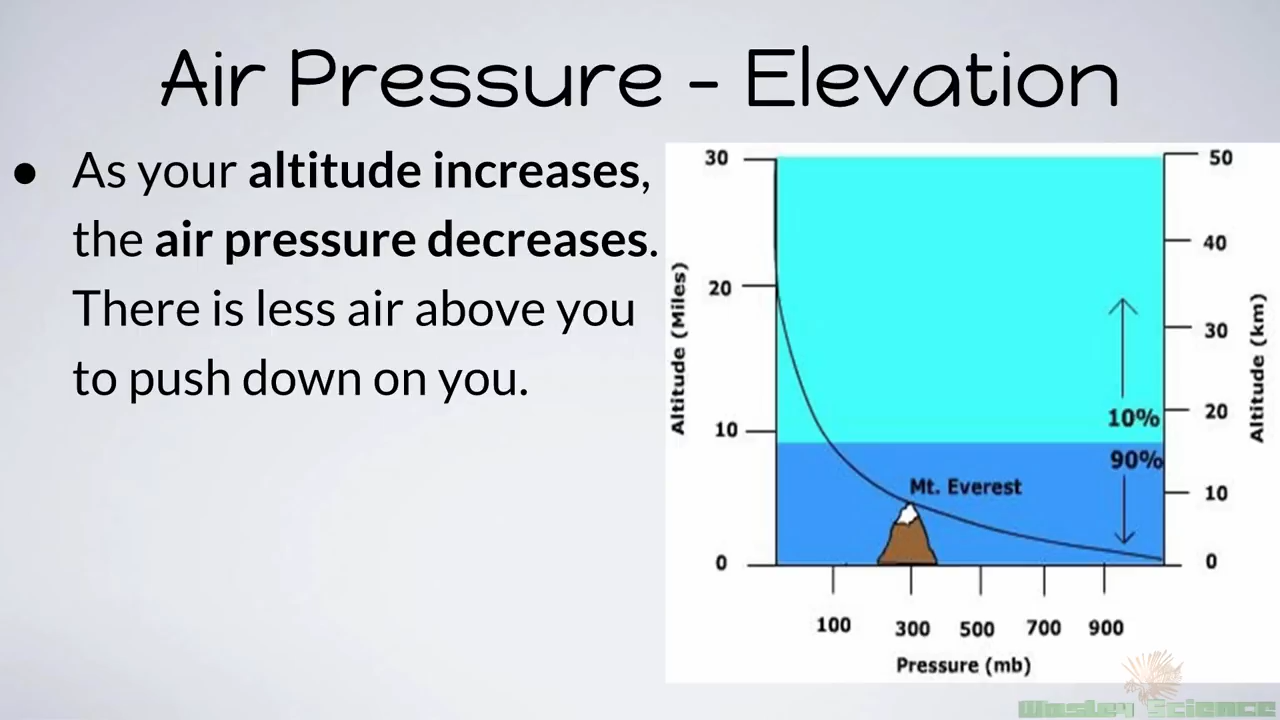 Air Pressure - Elevation
● As your altitude increases,
the air pressure decreases.
There is less air above you
to push down on you.
30
20
10
0
Altitude (Miles)
50
40
30
20
10
0
Altitude (km)
10%
90%
Mt. Everest
100 300 500 700 900
Pressure (mb)
Wasley Science